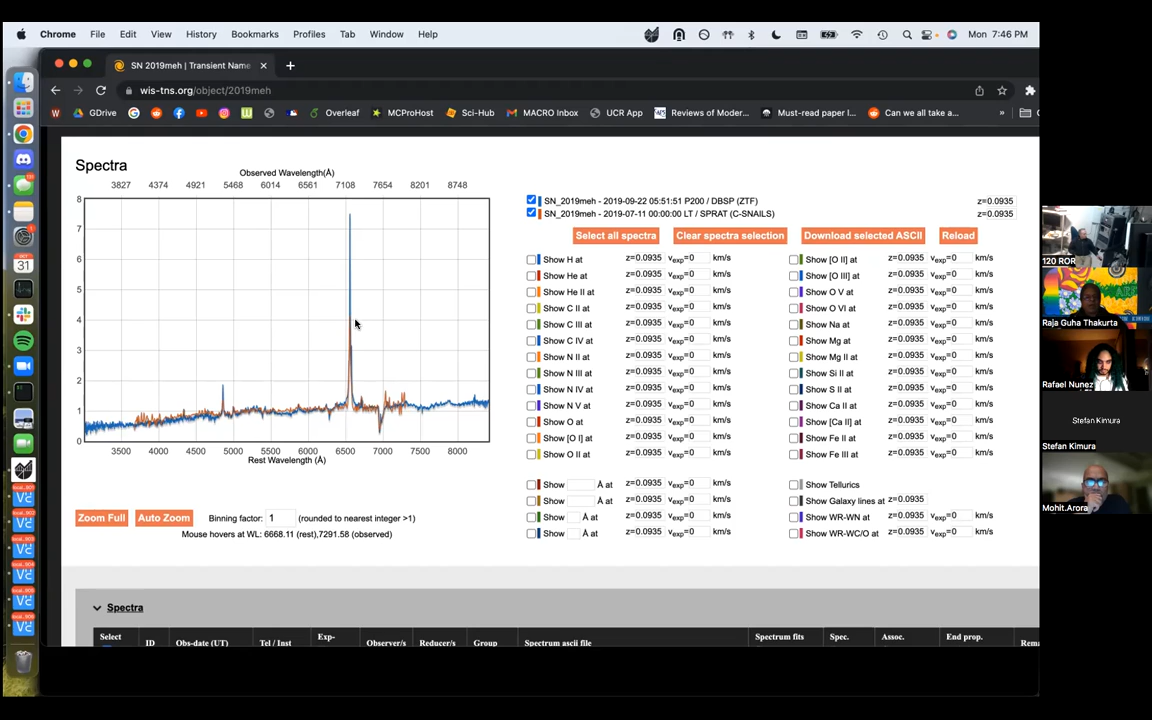 Chrome File Edit View History Bookmarks Profiles Tab Window Help Mon 7:46 PM
SN 2019meh | Transient Name
wis-tns.org/object/2019meh
GDrive Overleaf MCProHost Sci-Hub MACRO Inbox UCR App Reviews of Moder... Must-read paper l... Can we all take a... »
Spectra
Observed Wavelength(Å)
3827 4374 4921 5468 6014 6561 7108 7654 8201 8748
8
7
6
5
4
3
2
1
0
3500 4000 4500 5000 5500 6000 6500 7000 7500 8000
Rest Wavelength (Å)
Zoom Full Auto Zoom Binning factor: 1 (rounded to nearest integer >1)
Mouse hovers at WL: 6668.11 (rest),7291.58 (observed)
SN_2019meh - 2019-09-22 05:51:51 P200 / DBSP (ZTF) z=0.0935
SN_2019meh - 2019-07-11 00:00:00 LT / SPRAT (C-SNAILS) z=0.0935
Select all spectra Clear spectra selection Download selected ASCII Reload
Show H at z=0.0935 vexp=0 km/s Show [O II] at z=0.0935 vexp=0 km/s
Show He at z=0.0935 vexp=0 km/s Show [O III] at z=0.0935 vexp=0 km/s
Show He II at z=0.0935 vexp=0 km/s Show O V at z=0.0935 vexp=0 km/s
Show C II at z=0.0935 vexp=0 km/s Show O VI at z=0.0935 vexp=0 km/s
Show C III at z=0.0935 vexp=0 km/s Show Na at z=0.0935 vexp=0 km/s
Show C IV at z=0.0935 vexp=0 km/s Show Mg at z=0.0935 vexp=0 km/s
Show N II at z=0.0935 vexp=0 km/s Show Mg II at z=0.0935 vexp=0 km/s
Show N III at z=0.0935 vexp=0 km/s Show Si II at z=0.0935 vexp=0 km/s
Show N IV at z=0.0935 vexp=0 km/s Show S II at z=0.0935 vexp=0 km/s
Show N V at z=0.0935 vexp=0 km/s Show Ca II at z=0.0935 vexp=0 km/s
Show O at z=0.0935 vexp=0 km/s Show [Ca II] at z=0.0935 vexp=0 km/s
Show [O I] at z=0.0935 vexp=0 km/s Show Fe II at z=0.0935 vexp=0 km/s
Show O II at z=0.0935 vexp=0 km/s Show Fe III at z=0.0935 vexp=0 km/s
Show Å at z=0.0935 vexp=0 km/s Show Tellurics
Show Å at z=0.0935 vexp=0 km/s Show Galaxy lines at z=0.0935
Show Å at z=0.0935 vexp=0 km/s Show WR-WN at z=0.0935 vexp=0 km/s
Show Å at z=0.0935 vexp=0 km/s Show WR-WC/O at z=0.0935 vexp=0 km/s
Spectra
Select ID Obs-date (UT) Tel / Inst Exp- Observer/s Reducer/s Group Spectrum ascii file Spectrum fits Spec. Assoc. End prop. Rema
OCT
31
120 ROR
Raja Guha Thakurta
Rafael Nunez
Stefan Kimura
Stefan Kimura
Mohit.Arora